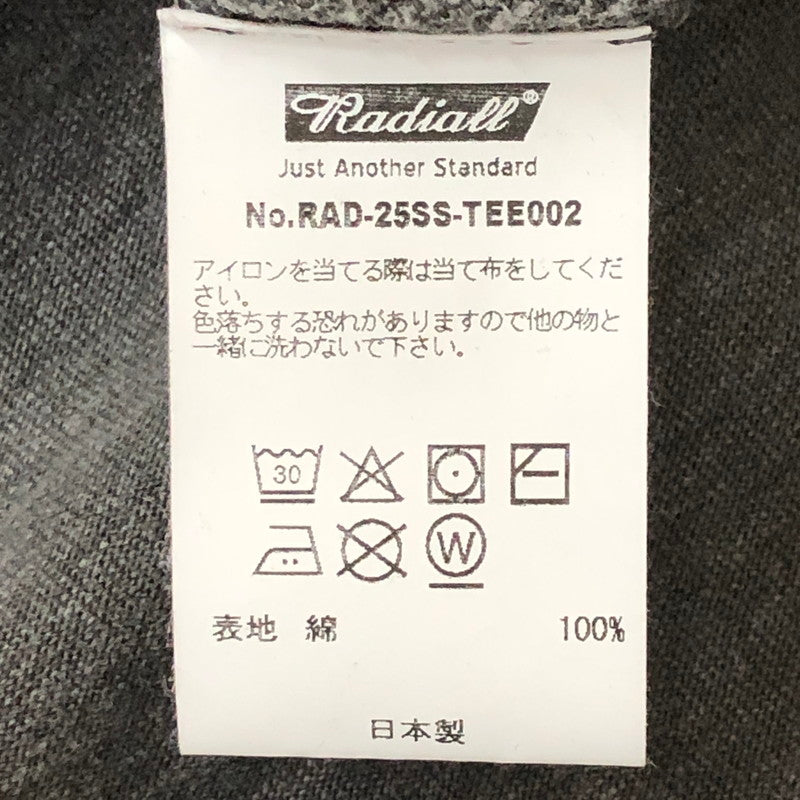 Radiall®
Just Another Standard
No.RAD-25SS-TEE002
アイロンを当てる際は当て布をしてくだ
さい。
色落ちする恐れがありますので他の物と
一緒に洗わないで下さい。
30
W
表地 綿 100%
日本製